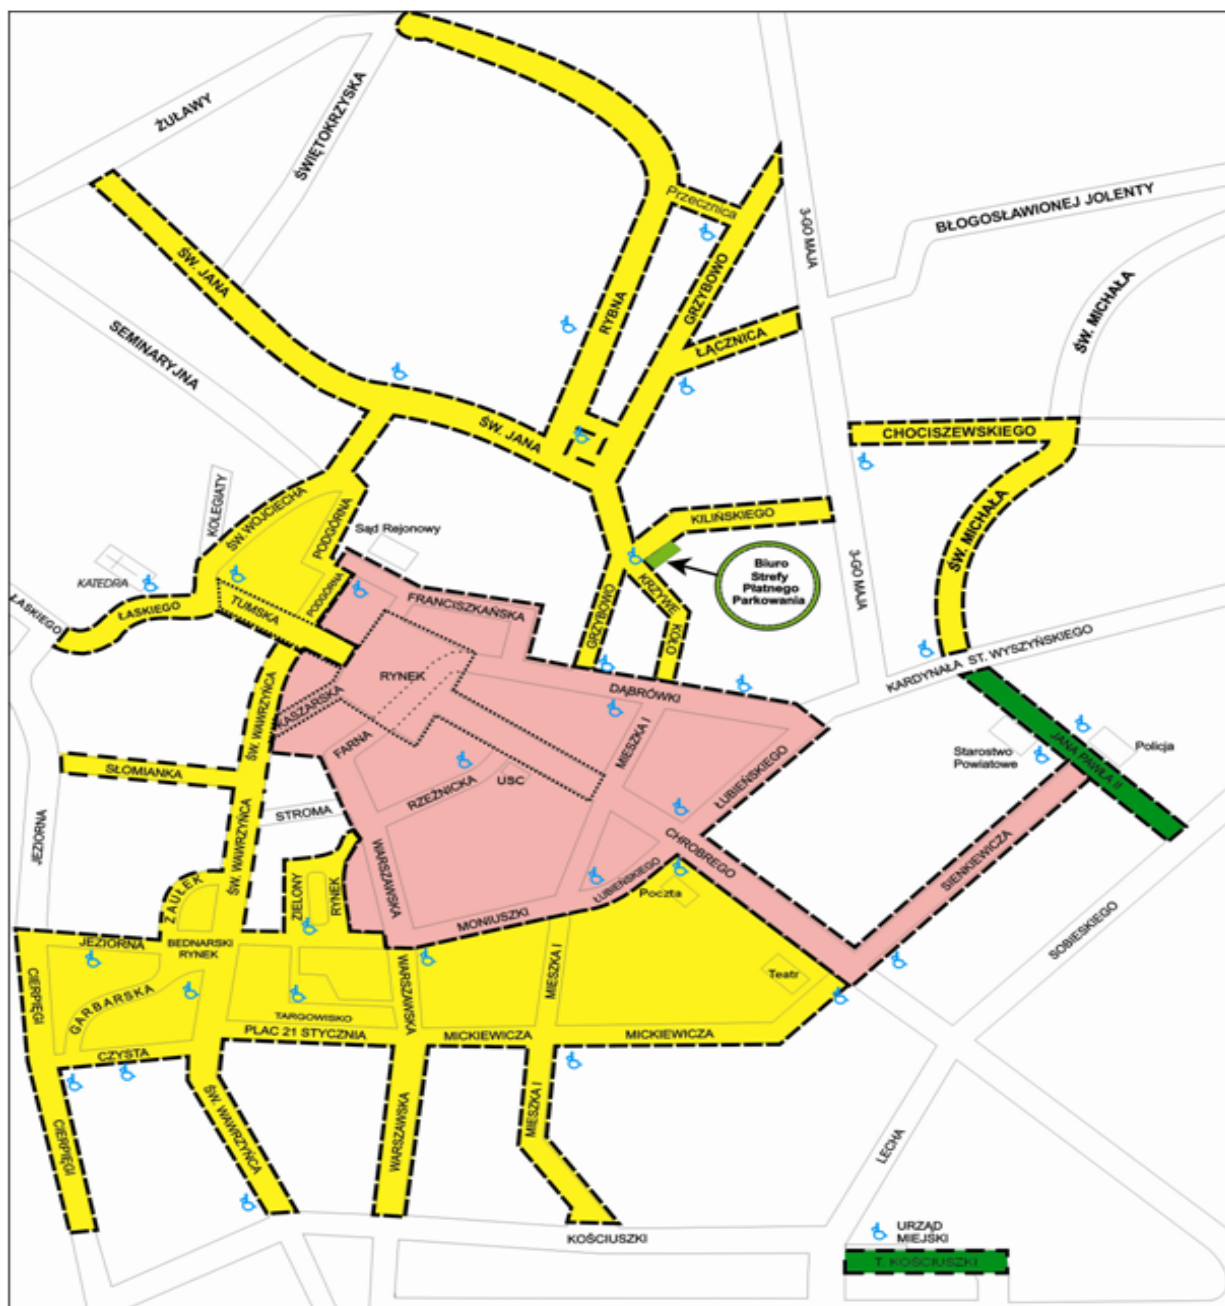 ŻUŁAWY
ŚWIĘTOKRZYSKA
Przecznica
3-GO MAJA
BŁOGOSŁAWIONEJ JOLENTY
ŚW. JANA
RYBNA
GRZYBOWO
ŚW. MICHAŁA
SEMINARYJNA
ŁĄCZNICA
ŚW. JANA
CHOCISZEWSKIEGO
KOLEGIATY
ŚW. WOJCIECHA
PODGÓRNA
Sąd Rejonowy
KILIŃSKIEGO
ŚW. MICHAŁA
KATEDRA
Biuro
Strefy
Płatnego
Parkowania
3-GO MAJA
ŁASKIEGO
ŁASKIEGO
TUMSKA
PODGÓRNA
FRANCISZKAŃSKA
GRZYBOWO
KRZYWE KOŁO
KARDYNAŁA ST. WYSZYŃSKIEGO
RYNEK
DĄBRÓWKI
KASZARSKA
ŚW. WAWRZYŃCA
FARNA
MIESZKA I
JANA PAWŁA II
Starostwo
Powiatowe
Policja
SŁOMIANKA
RZEŹNICKA
USC
ŁUBIEŃSKIEGO
JEZIORNA
STROMA
ŚW. WAWRZYŃCA
WARSZAWSKA
CHROBREGO
SIENKIEWICZA
ZAUŁEK
ZIELONY
RYNEK
ŁUBIEŃSKIEGO
Poczta
MONIUSZKI
SOBIESKIEGO
JEZIORNA
BEDNARSKI
RYNEK
CIERPIĘGI
GARBARSKA
WARSZAWSKA
MIESZKA I
Teatr
TARGOWISKO
PLAC 21 STYCZNIA
MICKIEWICZA
MICKIEWICZA
CZYSTA
CIERPIĘGI
ŚW. WAWRZYŃCA
WARSZAWSKA
MIESZKA I
LECHA
KOŚCIUSZKI
URZĄD
MIEJSKI
T. KOŚCIUSZKI